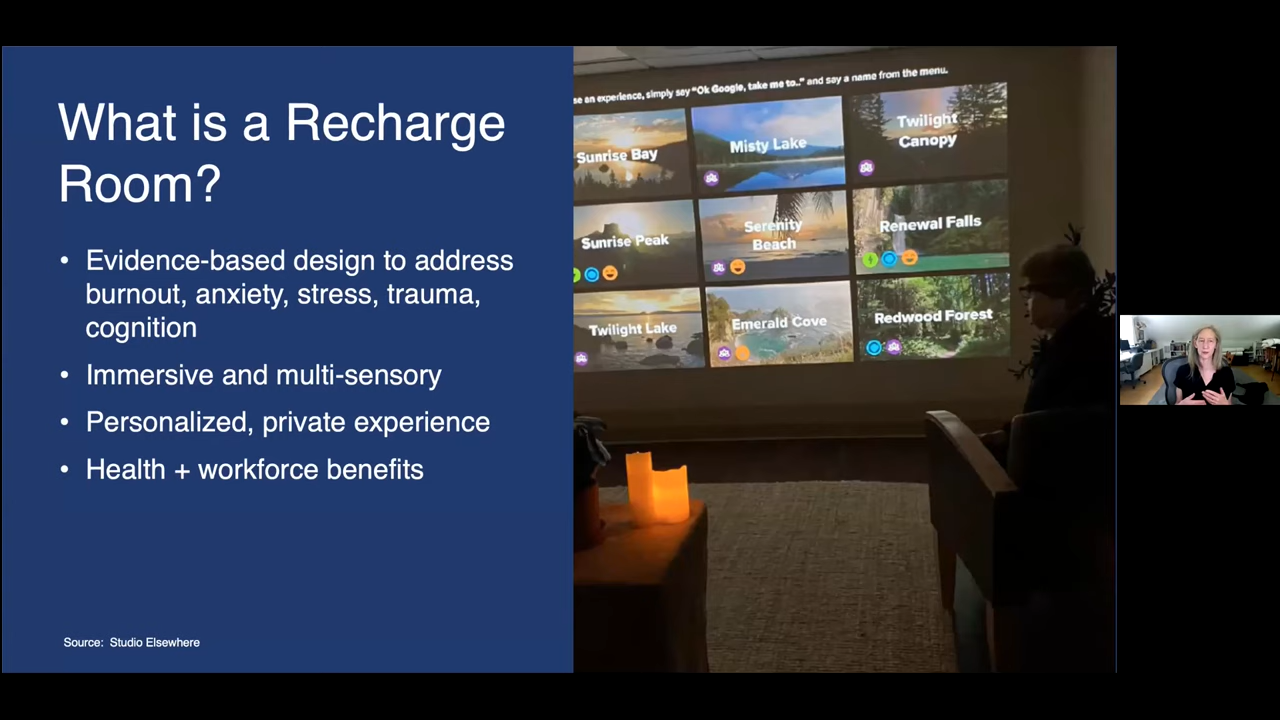 What is a Recharge
Room?
• Evidence-based design to address
burnout, anxiety, stress, trauma,
cognition
• Immersive and multi-sensory
• Personalized, private experience
• Health + workforce benefits
Source: Studio Elsewhere
an experience, simply say "Ok Google, take me to.." and say a name from the menu.
Sunrise Bay
Misty Lake
Twilight
Canopy
Sunrise Peak
Serenity
Beach
Renewal Falls
Twilight Lake
Emerald Cove
Redwood Forest